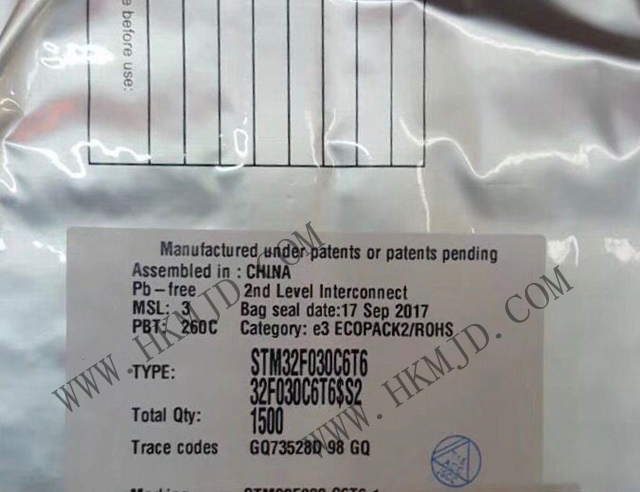 e before use:
Manufactured under patents or patents pending
Assembled in : CHINA
Pb-free 2nd Level Interconnect
MSL: 3 Bag seal date:17 Sep 2017
PBT: 260C Category: e3 ECOPACK2/ROHS
TYPE: STM32F030C6T6
32F030C6T6$S2
Total Qty: 1500
Trace codes GQ73528D 98 GQ
WWW.HKMJD.COM
WWW.HKMJD.COM